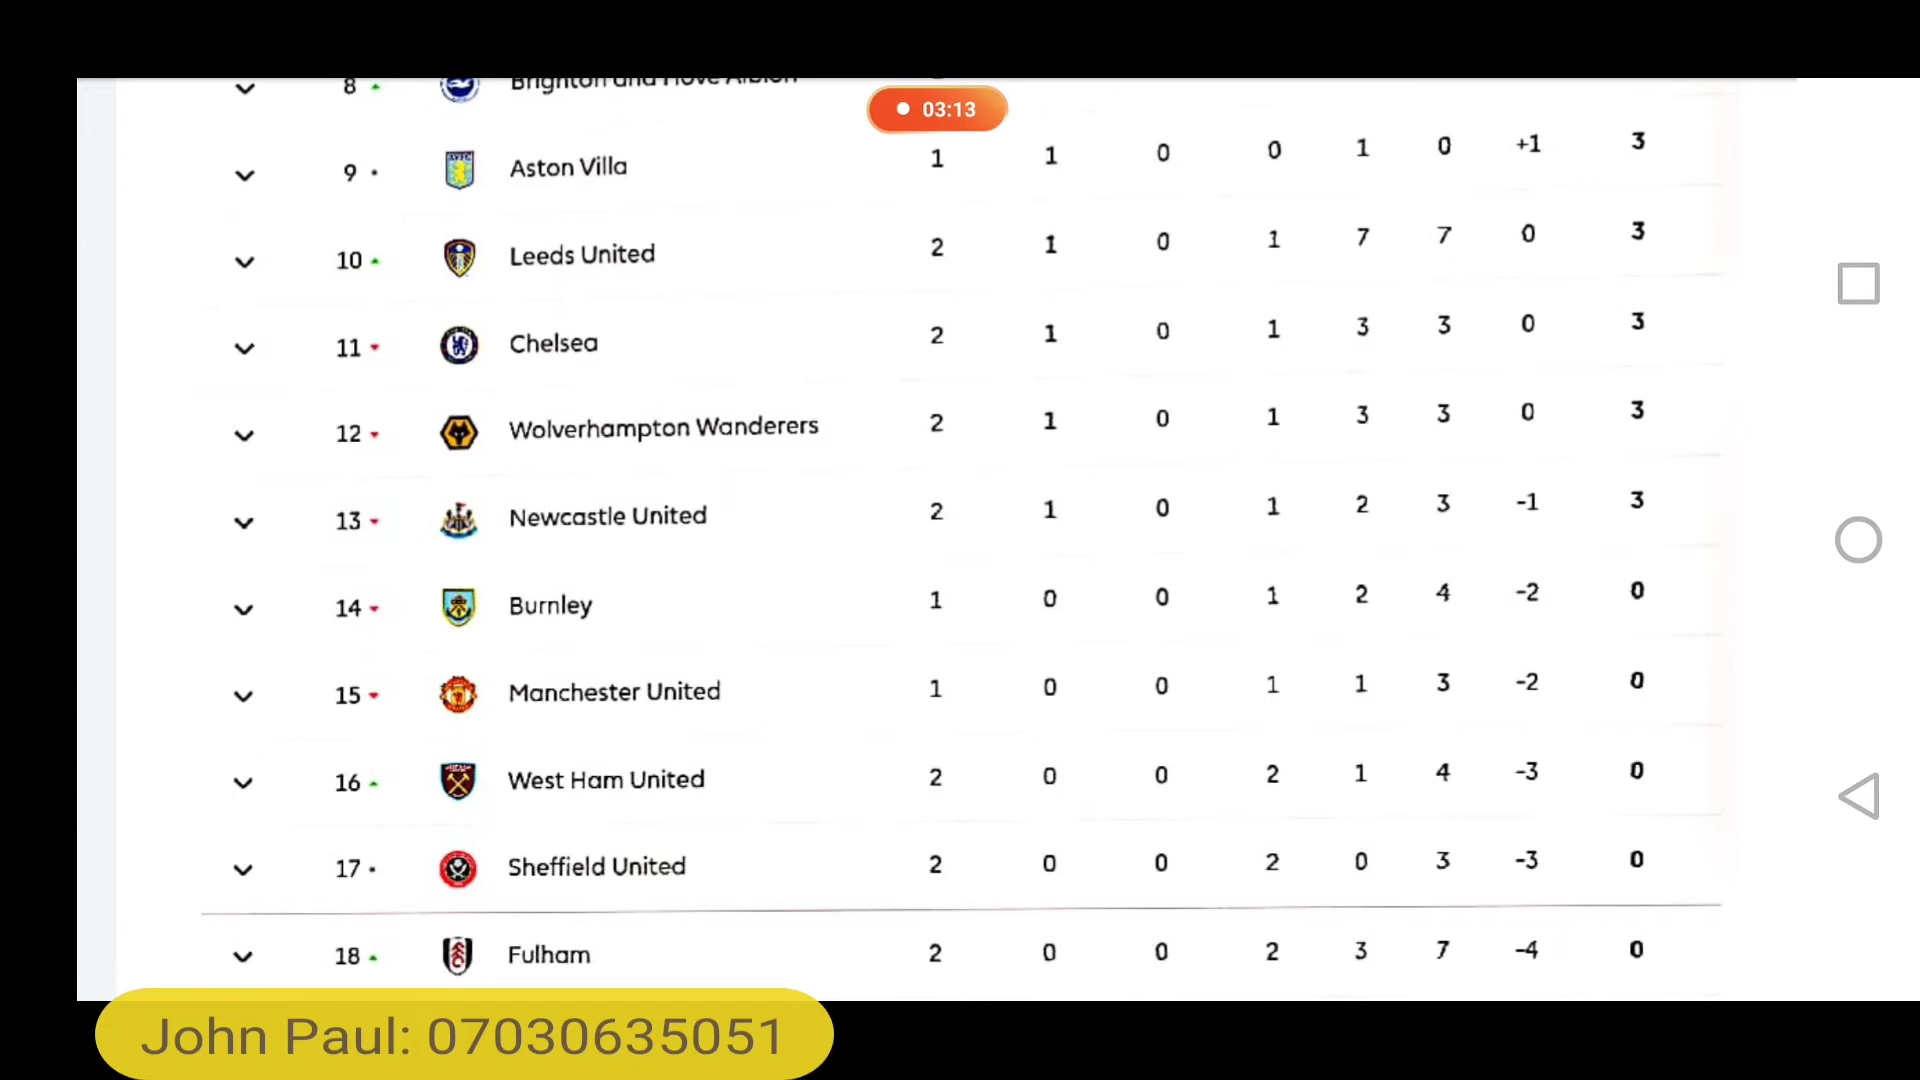 8 Brighton and Hove Albion
03:13
9 Aston Villa 1 1 0 0 1 0 +1 3
10 Leeds United 2 1 0 1 7 7 0 3
11 Chelsea 2 1 0 1 3 3 0 3
12 Wolverhampton Wanderers 2 1 0 1 3 3 0 3
13 Newcastle United 2 1 0 1 2 3 -1 3
14 Burnley 1 0 0 1 2 4 -2 0
15 Manchester United 1 0 0 1 1 3 -2 0
16 West Ham United 2 0 0 2 1 4 -3 0
17 Sheffield United 2 0 0 2 0 3 -3 0
18 Fulham 2 0 0 2 3 7 -4 0
John Paul: 07030635051